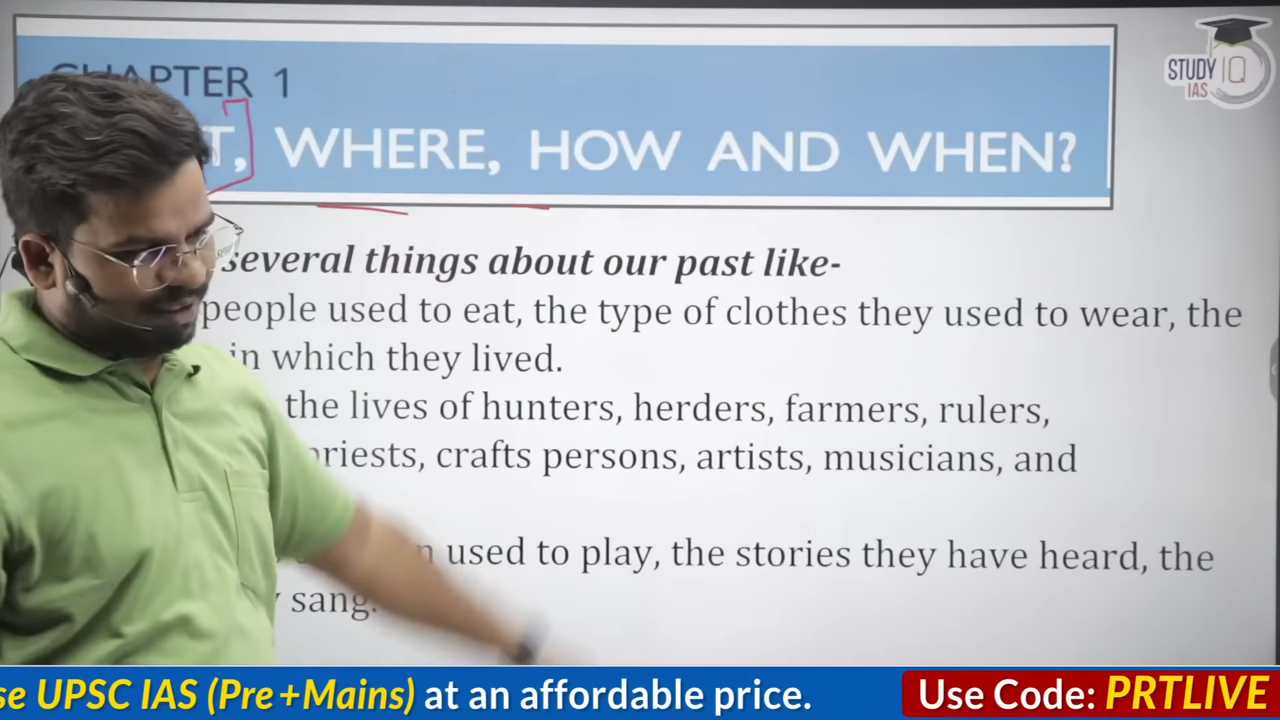 CHAPTER 1
WHERE, HOW AND WHEN?
several things about our past like-
people used to eat, the type of clothes they used to wear, the
in which they lived.
the lives of hunters, herders, farmers, rulers,
priests, crafts persons, artists, musicians, and
used to play, the stories they have heard, the
sang.
STUDY IQ
IAS
UPSC IAS (Pre+Mains) at an affordable price.
Use Code: PRTLIVE